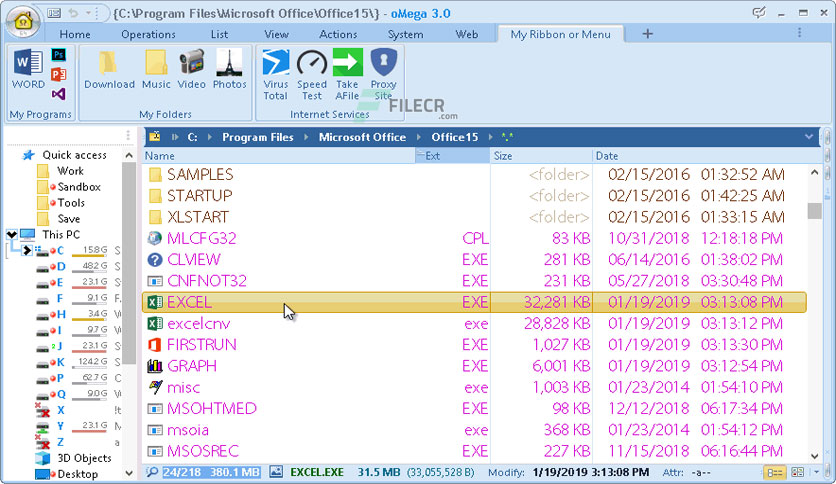 {C:\Program Files\Microsoft Office\Office15\} - oMega 3.0
Home Operations List View Actions System Web My Ribbon or Menu +
WORD Download Music Video Photos Virus Total Speed Test Take AFile Proxy Site
My Programs My Folders Internet Services
FILECR
.com
C: Program Files Microsoft Office Office15 *.*
Name Ext Size Date
Quick access
Work
Sandbox
Tools
Save
This PC
C 15.8 G
D 48.2 G
E 23.1 G
F 9.1 G
H 3.4 G
I 9.7 G
J 23.1 G
K 124.2 G
P 62.7 G
Q 9.0 G
X
Y 23.1 G
Z
3D Objects
Desktop
SAMPLES <folder> 02/15/2016 01:32:52 AM
STARTUP <folder> 02/15/2016 01:42:25 AM
XLSTART <folder> 02/15/2016 01:33:15 AM
MLCFG32 CPL 83 KB 10/31/2018 12:18:18 PM
CLVIEW EXE 281 KB 06/14/2016 01:38:02 PM
CNFNOT32 EXE 231 KB 05/27/2018 03:30:48 PM
EXCEL EXE 32,281 KB 01/19/2019 03:13:08 PM
excelcnv exe 28,828 KB 01/19/2019 03:13:12 PM
FIRSTRUN EXE 1,027 KB 01/19/2019 03:13:30 PM
GRAPH EXE 6,001 KB 01/19/2019 03:12:54 PM
misc exe 1,003 KB 01/23/2014 01:54:10 PM
MSOHTMED EXE 98 KB 12/12/2018 06:17:34 PM
msoia exe 368 KB 01/23/2014 01:54:12 PM
MSOSREC EXE 227 KB 11/15/2018 06:16:44 PM
24/218 380.1 MB EXCEL.EXE 31.5 MB (33,055,528 B) Modify: 1/19/2019 3:13:08 PM Attr: -a--